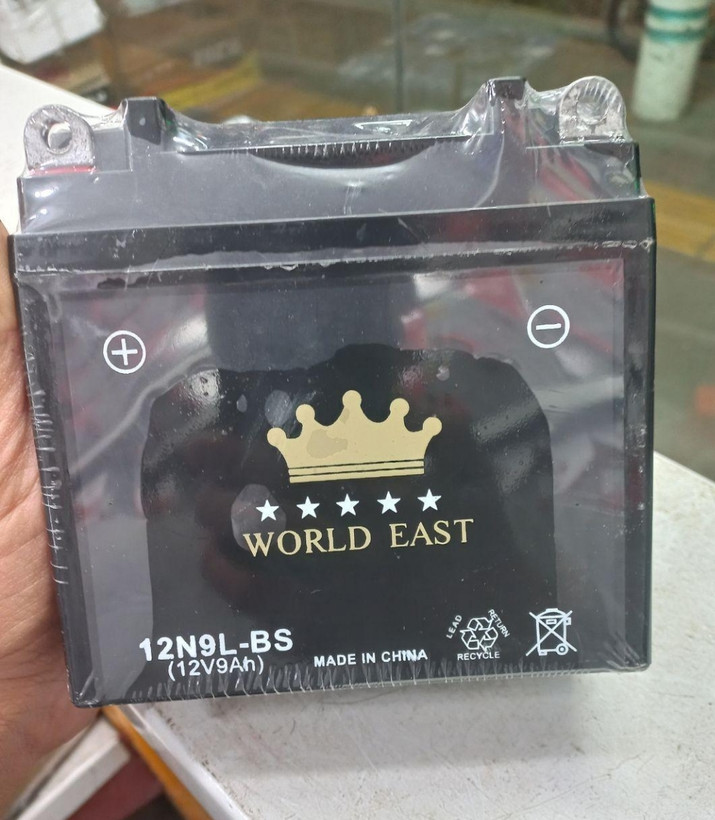 +
−
WORLD EAST
12N9L-BS
(12V9Ah)
MADE IN CHINA
LEAD RETURN
RECYCLE